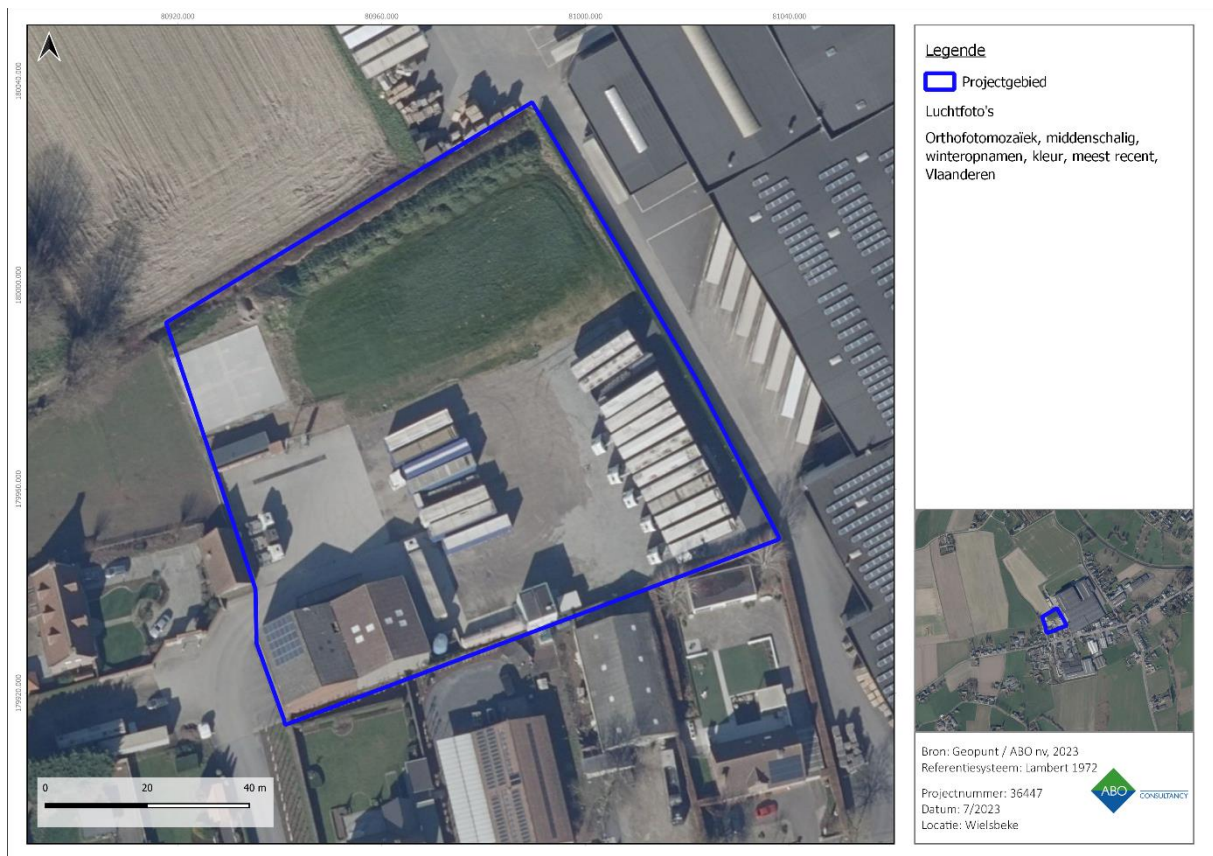 80920.000 80960.000 81000.000 81040.000
180040.000
180000.000
179960.000
179920.000
0 20 40 m
Legende
Projectgebied
Luchtfoto's
Orthofotomozaïek, middenschalig,
winteropnamen, kleur, meest recent,
Vlaanderen
Bron: Geopunt / ABO nv, 2023
Referentiesysteem: Lambert 1972
Projectnummer: 36447
Datum: 7/2023
Locatie: Wielsbeke
ABO
CONSULTANCY